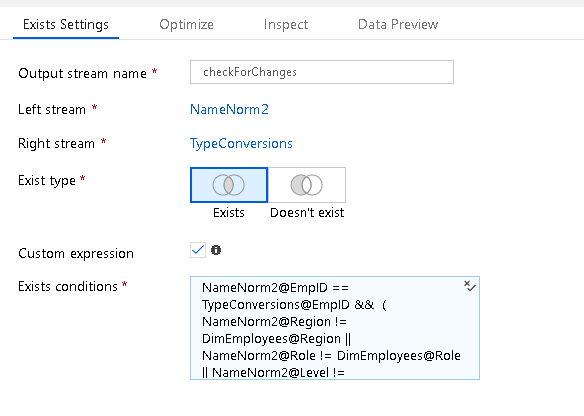 Exists Settings Optimize Inspect Data Preview
Output stream name * checkForChanges
Left stream * NameNorm2
Right stream * TypeConversions
Exist type *
Exists Doesn't exist
Custom expression
Exists conditions * NameNorm2@EmpID ==
TypeConversions@EmpID && (
NameNorm2@Region !=
DimEmployees@Region ||
NameNorm2@Role != DimEmployees@Role
|| NameNorm2@Level !=